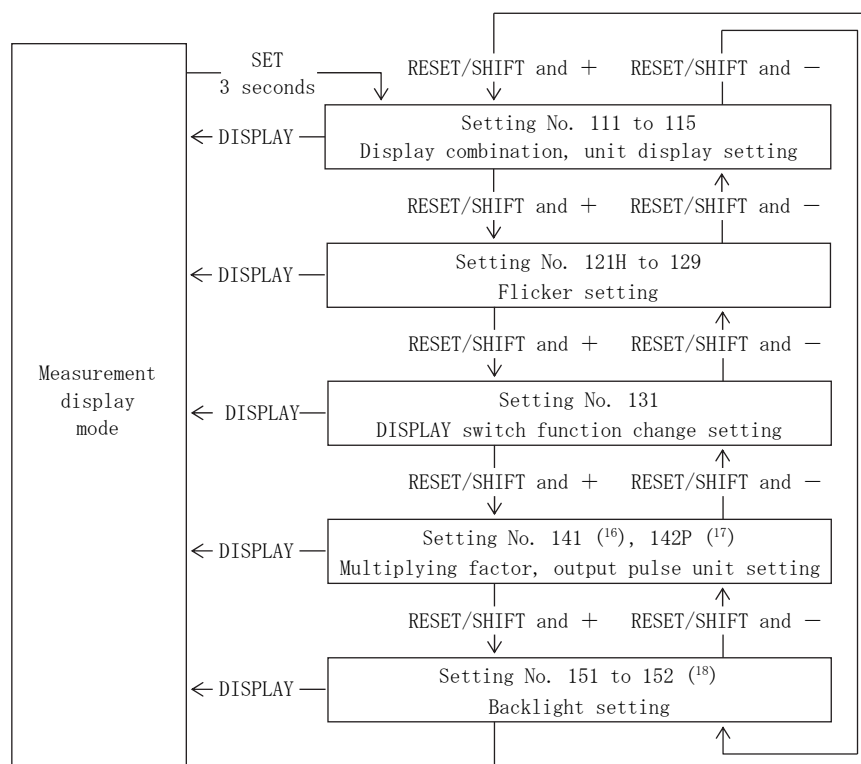 SET
3 seconds
RESET/SHIFT and + RESET/SHIFT and −
← DISPLAY
Setting No. 111 to 115
Display combination, unit display setting
RESET/SHIFT and + RESET/SHIFT and −
← DISPLAY
Setting No. 121H to 129
Flicker setting
RESET/SHIFT and + RESET/SHIFT and −
Measurement
display
mode
← DISPLAY
Setting No. 131
DISPLAY switch function change setting
RESET/SHIFT and + RESET/SHIFT and −
← DISPLAY
Setting No. 141 (16), 142P (17)
Multiplying factor, output pulse unit setting
RESET/SHIFT and + RESET/SHIFT and −
← DISPLAY
Setting No. 151 to 152 (18)
Backlight setting